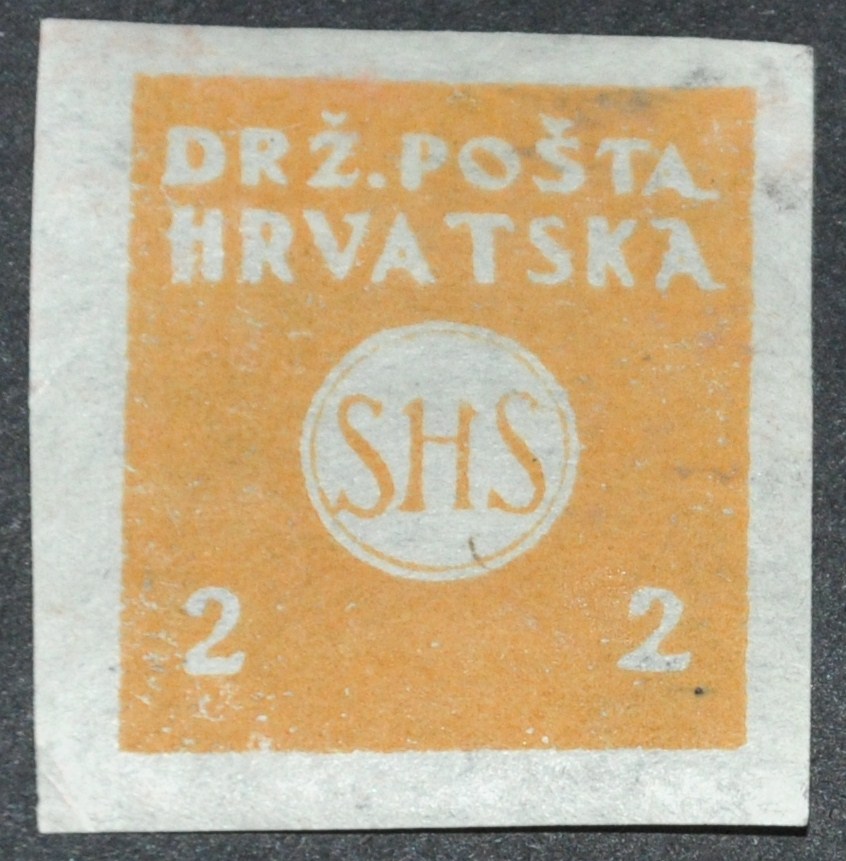 DRŽ.POŠTA
HRVATSKA
SHS
2 2